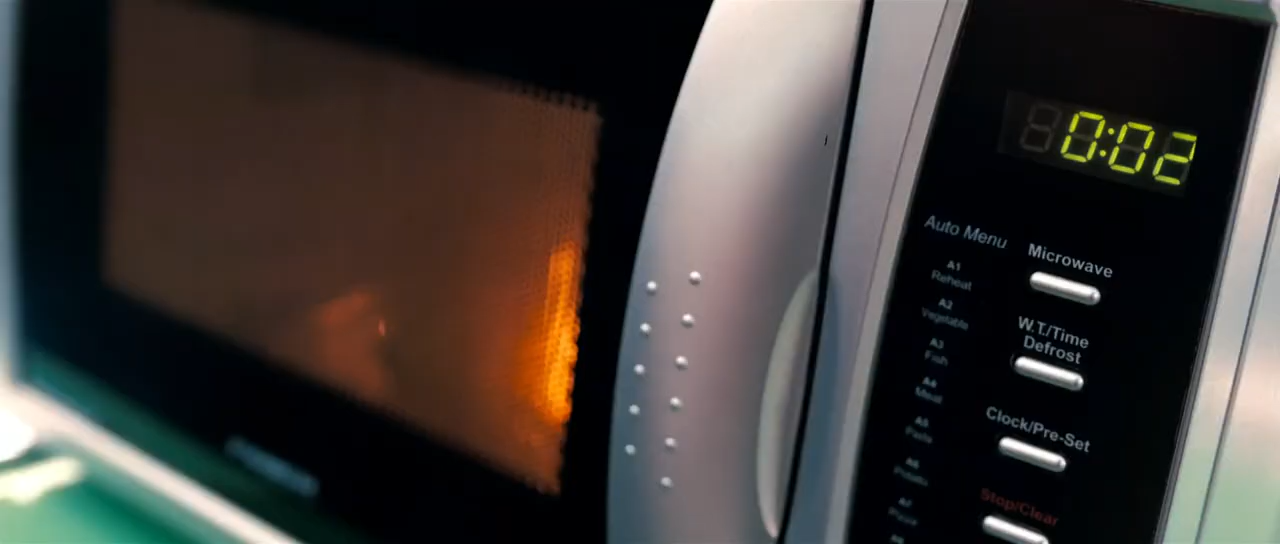 0:02
Auto Menu
Microwave
A1
Reheat
A2
Vegetable
A3
Fish
A4
Meat
W.T./Time
Defrost
A5
Pasta
Clock/Pre-Set
A6
Potato
A7
Pizza
Stop/Clear